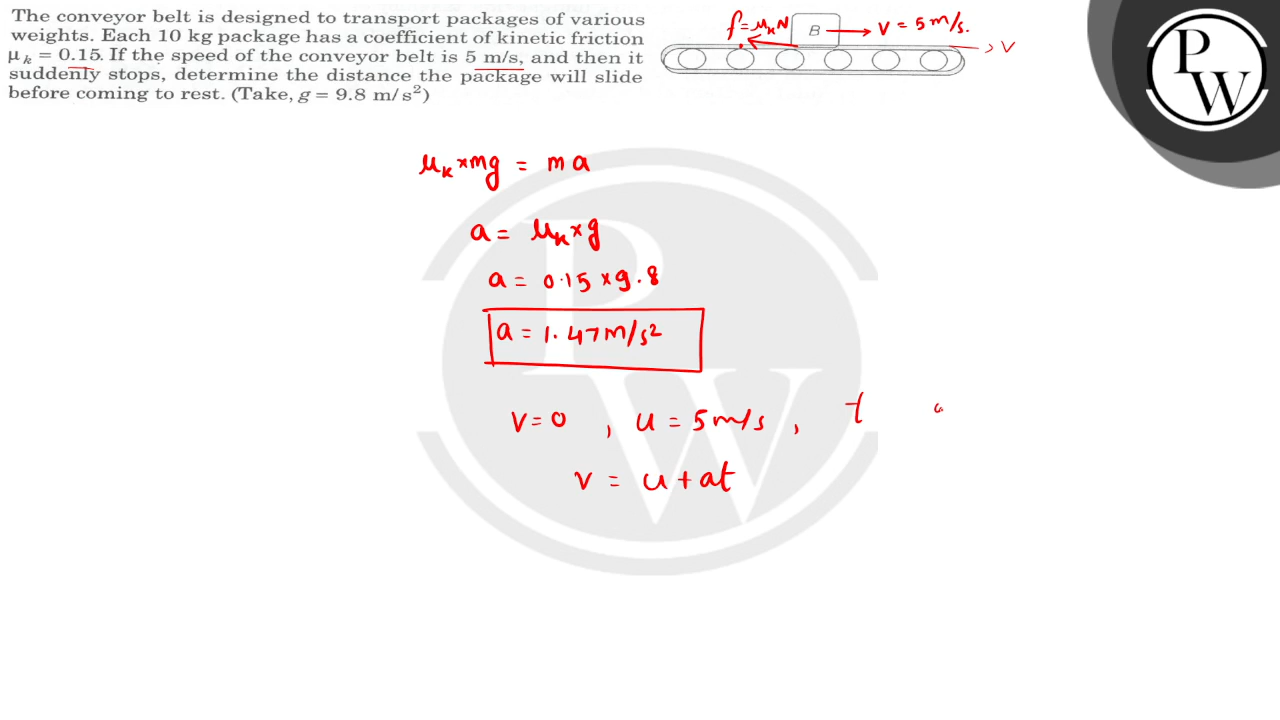 The conveyor belt is designed to transport packages of various
weights. Each 10 kg package has a coefficient of kinetic friction
μₖ = 0.15. If the speed of the conveyor belt is 5 m/s, and then it
suddenly stops, determine the distance the package will slide
before coming to rest. (Take, g = 9.8 m/s²)
f=μₖN
B
v = 5 m/s.
v
P
W
μₖ×mg = ma
a = μₖ×g
a = 0.15×9.8
a = 1.47m/s²
v=0, u = 5m/s, t
v = u+at
P
W